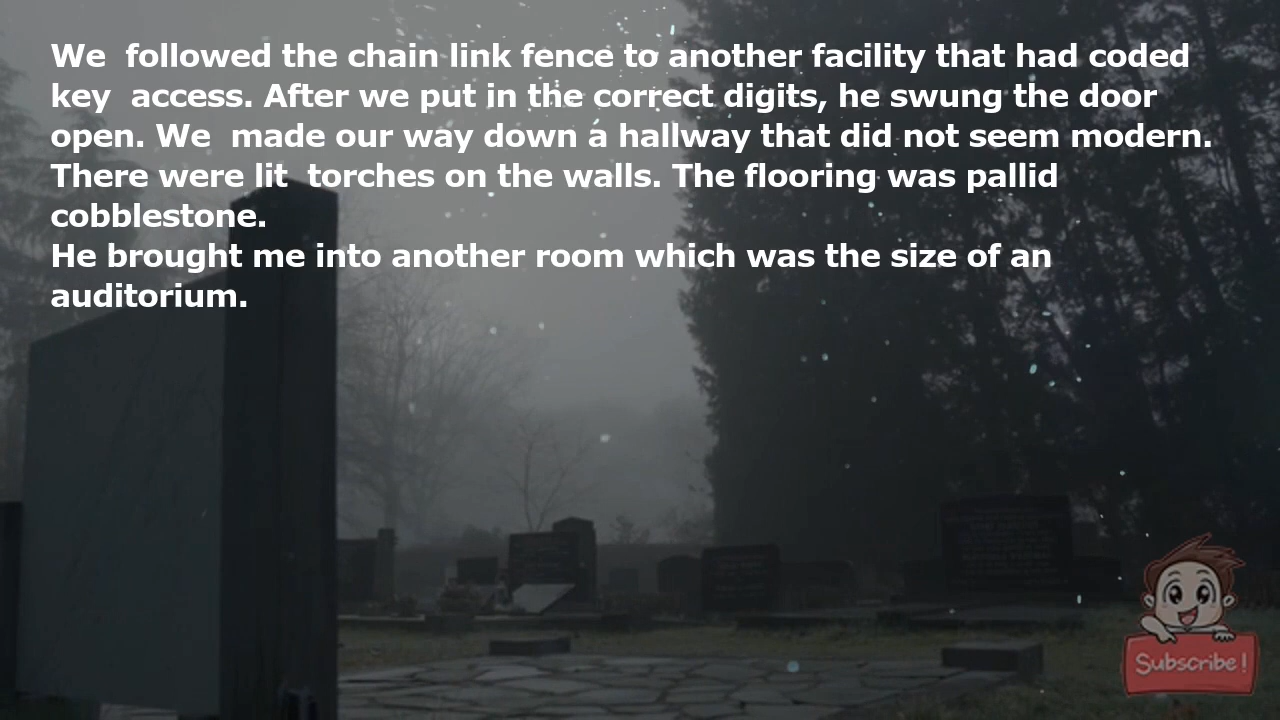 We  followed the chain link fence to another facility that had coded
key  access. After we put in the correct digits, he swung the door
open. We  made our way down a hallway that did not seem modern.
There were lit  torches on the walls. The flooring was pallid
cobblestone.
He brought me into another room which was the size of an
auditorium.
Subscribe!